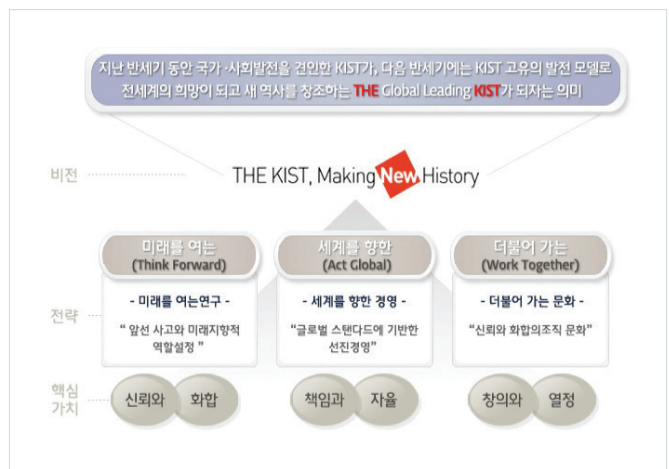 지난 반세기 동안 국가·사회발전을 견인한 KIST가, 다음 반세기에는 KIST 고유의 발전 모델로
전세계의 희망이 되고 새 역사를 창조하는 THE Global Leading KIST가 되자는 의미
비전
THE KIST, Making New History
미래를 여는
(Think Forward)
세계를 향한
(Act Global)
더불어 가는
(Work Together)
전략
- 미래를 여는연구 -
" 앞선 사고와 미래지향적
역할설정 "
- 세계를 향한 경영 -
"글로벌 스탠다드에 기반한
선진경영"
- 더불어 가는 문화 -
"신뢰와 화합의조직 문화"
핵심
가치
신뢰와 화합
책임과 자율
창의와 열정